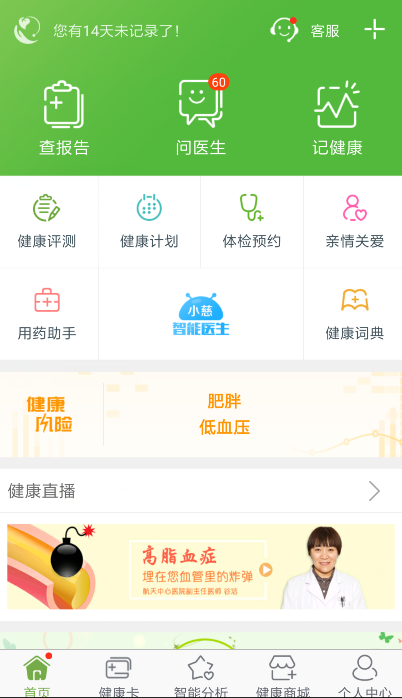 您有14天未记录了!
客服
60
查报告
问医生
记健康
健康评测
健康计划
体检预约
亲情关爱
用药助手
小慈
智能医生
健康词典
健康
风险
肥胖
低血压
健康直播
高脂血症
埋在您血管里的炸弹
航天中心医院副主任医师
首页
健康卡
智能分析
健康商城
个人中心